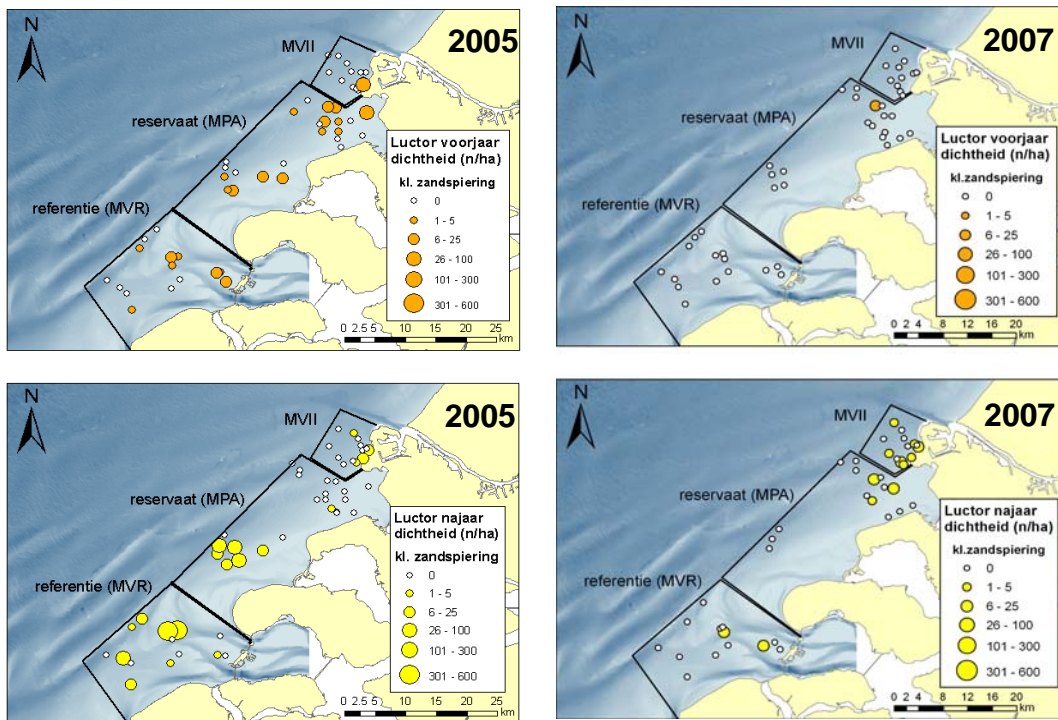 N
2005
MVII
reservaat (MPA)
referentie (MVR)
Luctor voorjaar
dichtheid (n/ha)
kl. zandspiering
0
1 - 5
6 - 25
26 - 100
101 - 300
301 - 600
0 2.5 5 10 15 20 25
km
N
2007
MVII
reservaat (MPA)
referentie (MVR)
Luctor voorjaar
dichtheid (n/ha)
kl.zandspiering
0
1 - 5
6 - 25
26 - 100
101 - 300
301 - 600
0 2 4 8 12 16 20
km
N
2005
MVII
reservaat (MPA)
referentie (MVR)
Luctor najaar
dichtheid (n/ha)
kl. zandspiering
0
1 - 5
6 - 25
26 - 100
101 - 300
301 - 600
0 2.5 5 10 15 20 25
km
N
2007
MVII
reservaat (MPA)
referentie (MVR)
Luctor najaar
dichtheid (n/ha)
kl. zandspiering
0
1 - 5
6 - 25
26 - 100
101 - 300
301 - 600
0 2 4 8 12 16 20
km